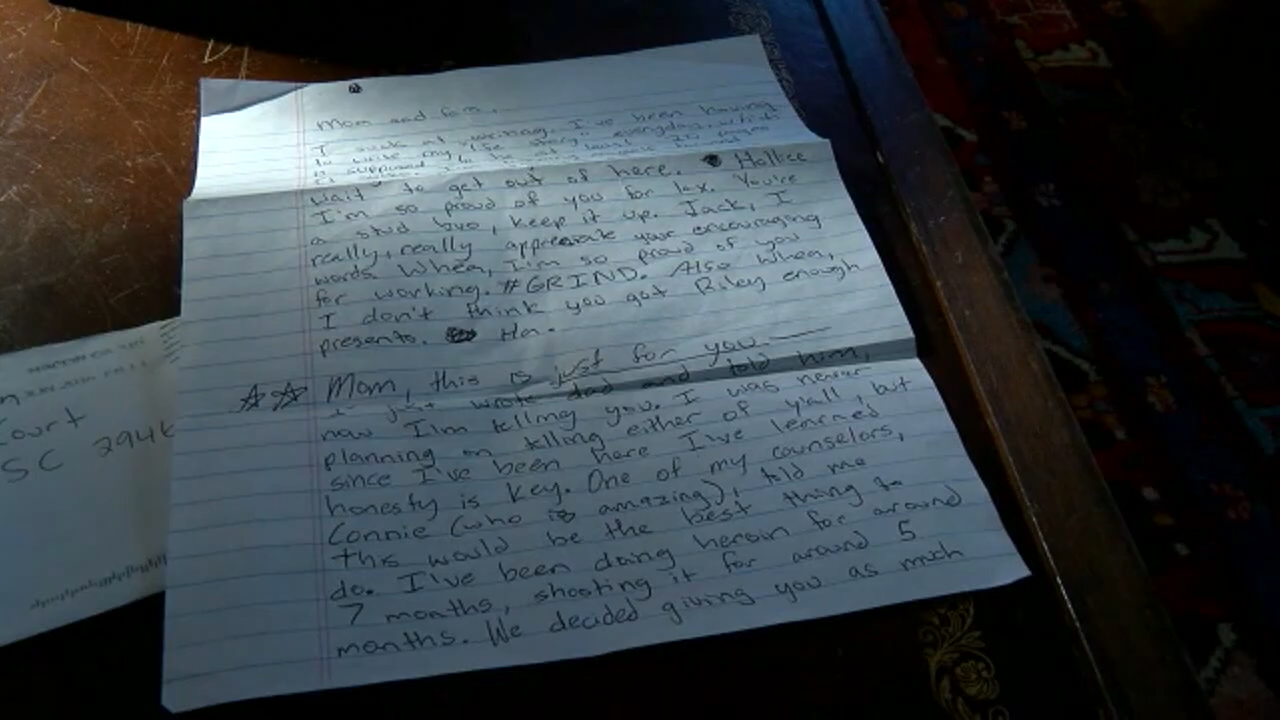 Mom and fam,
I suck at writing. I've been having
to write my "life story" everyday, which
is supposed to be at least
wait to get out of here. Hollice
I'm so proud of you for lax. You're
a stud bro, keep it up. Jack, I
really, really appreciate your encouraging
words. Whea, I'm so proud of you
for working. #GRIND. Also Whea,
I don't think you got Riley enough
presents. Ha.
Mom, this is just for you.
I just wrote dad and told him,
now I'm telling you. I was never
planning on telling either of y'all, but
since I've been here I've learned
honesty is key. One of my counselors,
Connie (who is amazing), told me
this would be the best thing to
do. I've been doing heroin for around
7 months, shooting it for around 5
months. We decided giving you as much
Court
SC